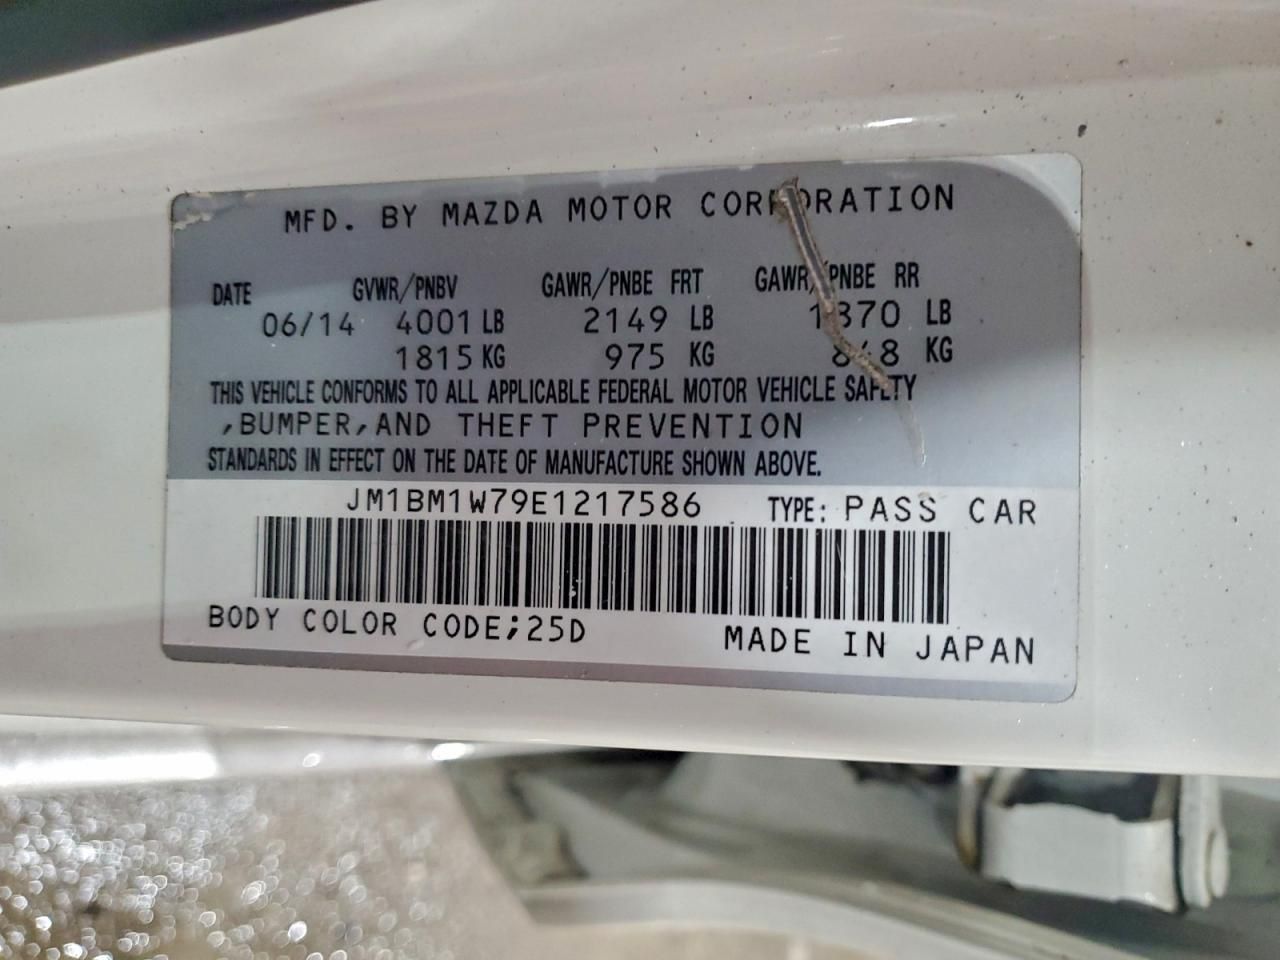 MFD. BY MAZDA MOTOR CORPORATION
DATE GVWR/PNBV GAWR/PNBE FRT GAWR/PNBE RR
06/14 4001 LB 2149 LB 1870 LB
1815 KG 975 KG 848 KG
THIS VEHICLE CONFORMS TO ALL APPLICABLE FEDERAL MOTOR VEHICLE SAFETY
,BUMPER,AND THEFT PREVENTION
STANDARDS IN EFFECT ON THE DATE OF MANUFACTURE SHOWN ABOVE.
JM1BM1W79E1217586 TYPE: PASS CAR
BODY COLOR CODE;25D MADE IN JAPAN